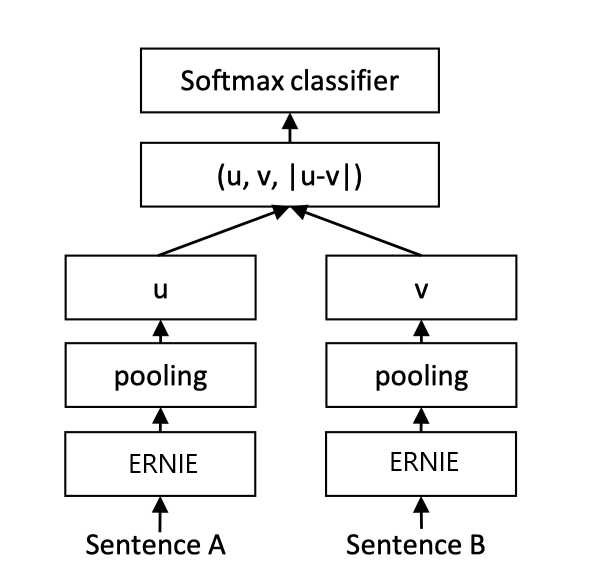 Softmax classifier
(u, v, |u-v|)
u
v
pooling
pooling
ERNIE
ERNIE
Sentence A
Sentence B